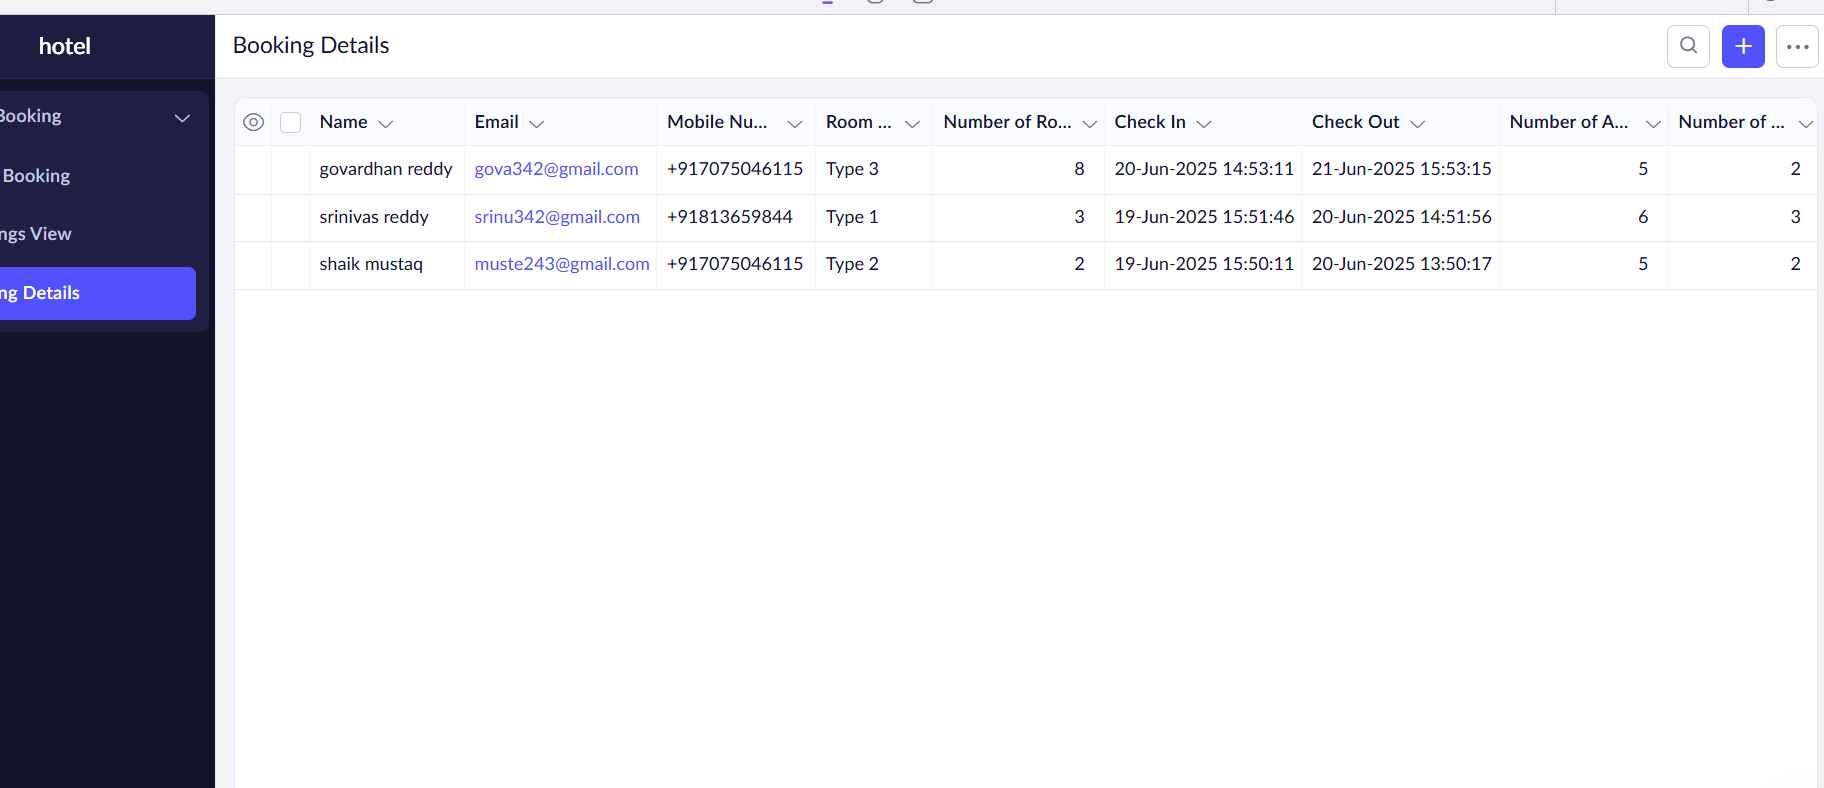 hotel
Booking Details
Booking
Booking
ngs View
ng Details
Name Email Mobile Nu... Room ... Number of Ro... Check In Check Out Number of A... Number of ...
govardhan reddy gova342@gmail.com +917075046115 Type 3 8 20-Jun-2025 14:53:11 21-Jun-2025 15:53:15 5 2
srinivas reddy srinu342@gmail.com +91813659844 Type 1 3 19-Jun-2025 15:51:46 20-Jun-2025 14:51:56 6 3
shaik mustaq muste243@gmail.com +917075046115 Type 2 2 19-Jun-2025 15:50:11 20-Jun-2025 13:50:17 5 2